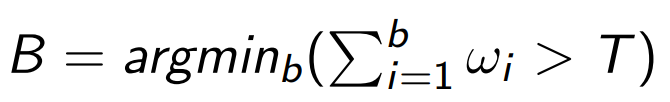 B = argmin_b(∑_{i=1}^{b} ω_i > T)